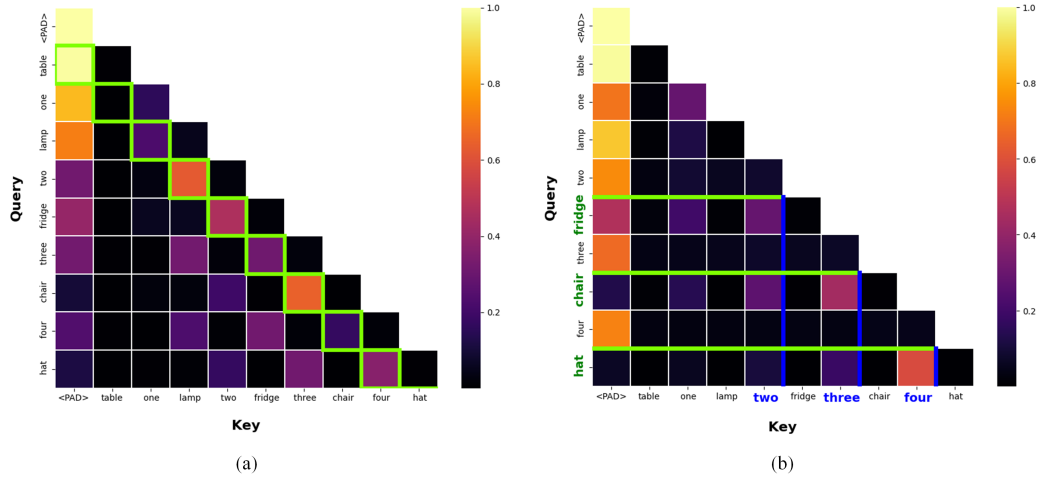 1.0
0.8
0.6
0.4
0.2
Query
<PAD>
table
one
lamp
two
fridge
three
chair
four
hat
<PAD> table one lamp two fridge three chair four hat
Key
(a)
1.0
0.8
0.6
0.4
0.2
Query
<PAD>
table
one
lamp
two
fridge
three
chair
four
hat
<PAD> table one lamp two fridge three chair four hat
Key
(b)